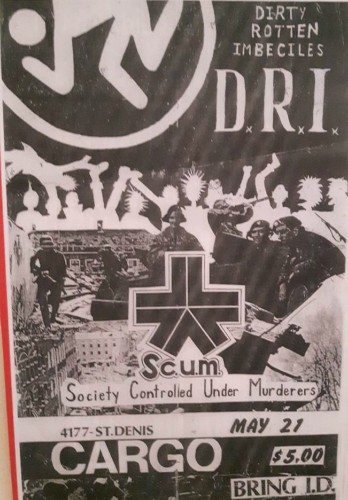 DIRTY
ROTTEN
IMBECILES
D.R.I.
S.c.u.m.
Society Controlled Under Murderers
4177-ST.DENIS
MAY 21
CARGO
$5.00
BRING I.D.